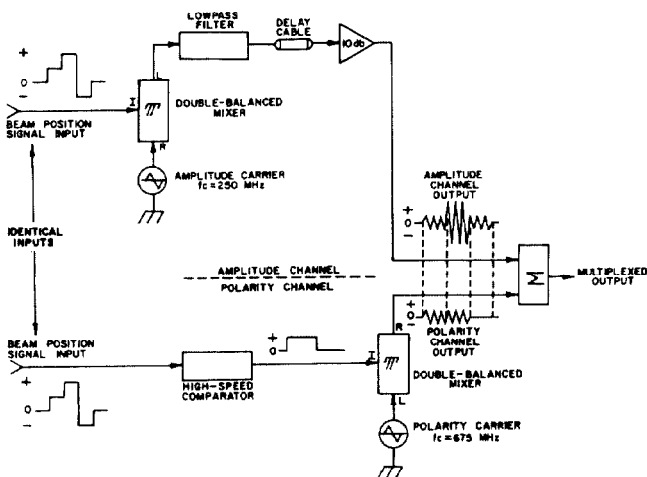 LOWPASS
FILTER
DELAY
CABLE
10 db
+
0
-
L
I
R
DOUBLE-BALANCED
MIXER
BEAM POSITION
SIGNAL INPUT
AMPLITUDE CARRIER
fc = 250 MHz
IDENTICAL
INPUTS
AMPLITUDE
CHANNEL
OUTPUT
+
0
-
AMPLITUDE CHANNEL
POLARITY CHANNEL
Σ
MULTIPLEXED
OUTPUT
+
0
-
POLARITY
CHANNEL
OUTPUT
BEAM POSITION
SIGNAL INPUT
+
0
R
I
L
HIGH-SPEED
COMPARATOR
DOUBLE-BALANCED
MIXER
+
0
-
POLARITY CARRIER
fc = 675 MHz